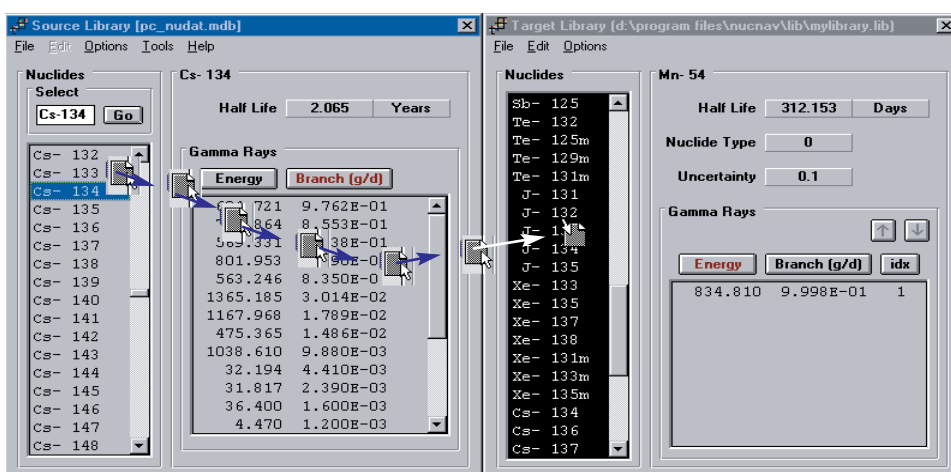 Source Library [pc_nudat.mdb]
File Edit Options Tools Help
Nuclides
Select
Cs-134 Go
Cs- 132
Cs- 133
Cs- 134
Cs- 135
Cs- 136
Cs- 137
Cs- 138
Cs- 139
Cs- 140
Cs- 141
Cs- 142
Cs- 143
Cs- 144
Cs- 145
Cs- 146
Cs- 147
Cs- 148
Cs- 134
Half Life 2.065 Years
Gamma Rays
Energy Branch (g/d)
721 9.762E-01
864 8.553E-01
569.331 38E-01
801.953
563.246 8.350E-0
1365.185 3.014E-02
1167.968 1.789E-02
475.365 1.486E-02
1038.610 9.880E-03
32.194 4.410E-03
31.817 2.390E-03
36.400 1.600E-03
4.470 1.200E-03
Target Library (d:\program files\nucnav\lib\mylibrary.lib)
File Edit Options
Nuclides
Sb- 125
Te- 132
Te- 125m
Te- 129m
Te- 131m
J- 131
J- 132
J-
J- 134
J- 135
Xe- 133
Xe- 135
Xe- 137
Xe- 138
Xe- 131m
Xe- 133m
Xe- 135m
Cs- 134
Cs- 136
Cs- 137
Mn- 54
Half Life 312.153 Days
Nuclide Type 0
Uncertainty 0.1
Gamma Rays
Energy Branch (g/d) idx
834.810 9.998E-01 1